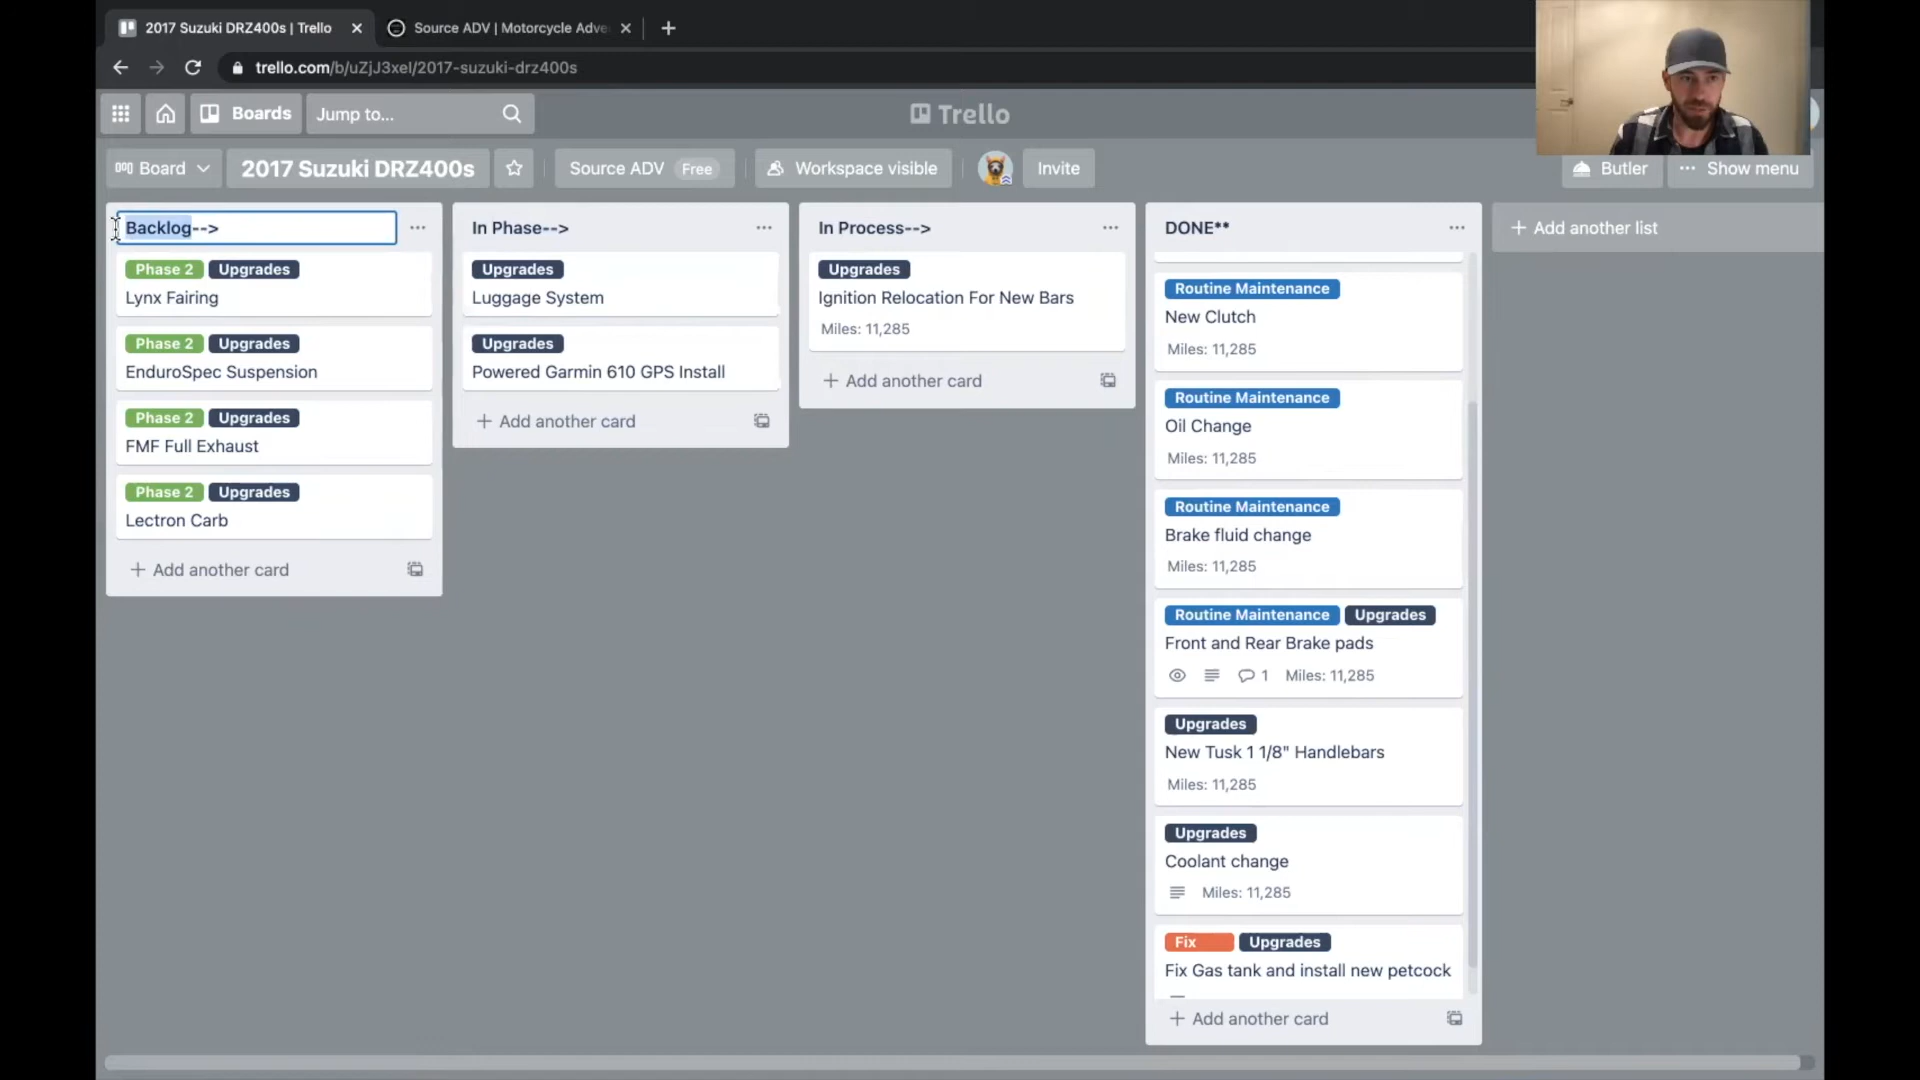 2017 Suzuki DRZ400s | Trello
Source ADV | Motorcycle Adve
trello.com/b/uZjJ3xel/2017-suzuki-drz400s
Boards
Jump to...
Trello
Board
2017 Suzuki DRZ400s
Source ADV Free
Workspace visible
Invite
Butler
... Show menu
Backlog-->
Phase 2 Upgrades
Lynx Fairing
Phase 2 Upgrades
EnduroSpec Suspension
Phase 2 Upgrades
FMF Full Exhaust
Phase 2 Upgrades
Lectron Carb
+ Add another card
In Phase-->
Upgrades
Luggage System
Upgrades
Powered Garmin 610 GPS Install
+ Add another card
In Process-->
Upgrades
Ignition Relocation For New Bars
Miles: 11,285
+ Add another card
DONE**
Routine Maintenance
New Clutch
Miles: 11,285
Routine Maintenance
Oil Change
Miles: 11,285
Routine Maintenance
Brake fluid change
Miles: 11,285
Routine Maintenance Upgrades
Front and Rear Brake pads
1 Miles: 11,285
Upgrades
New Tusk 1 1/8" Handlebars
Miles: 11,285
Upgrades
Coolant change
Miles: 11,285
Fix Upgrades
Fix Gas tank and install new petcock
+ Add another card
+ Add another list